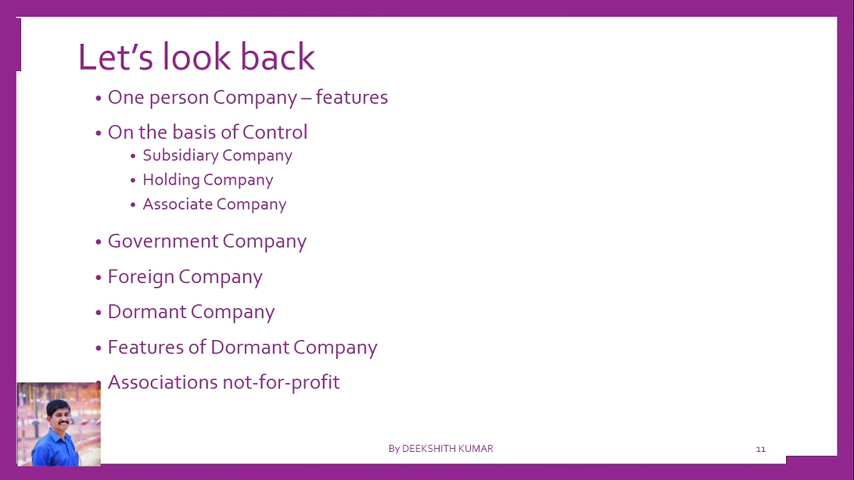 Let's look back
• One person Company – features
• On the basis of Control
• Subsidiary Company
• Holding Company
• Associate Company
• Government Company
• Foreign Company
• Dormant Company
• Features of Dormant Company
• Associations not-for-profit
By DEEKSHITH KUMAR
11